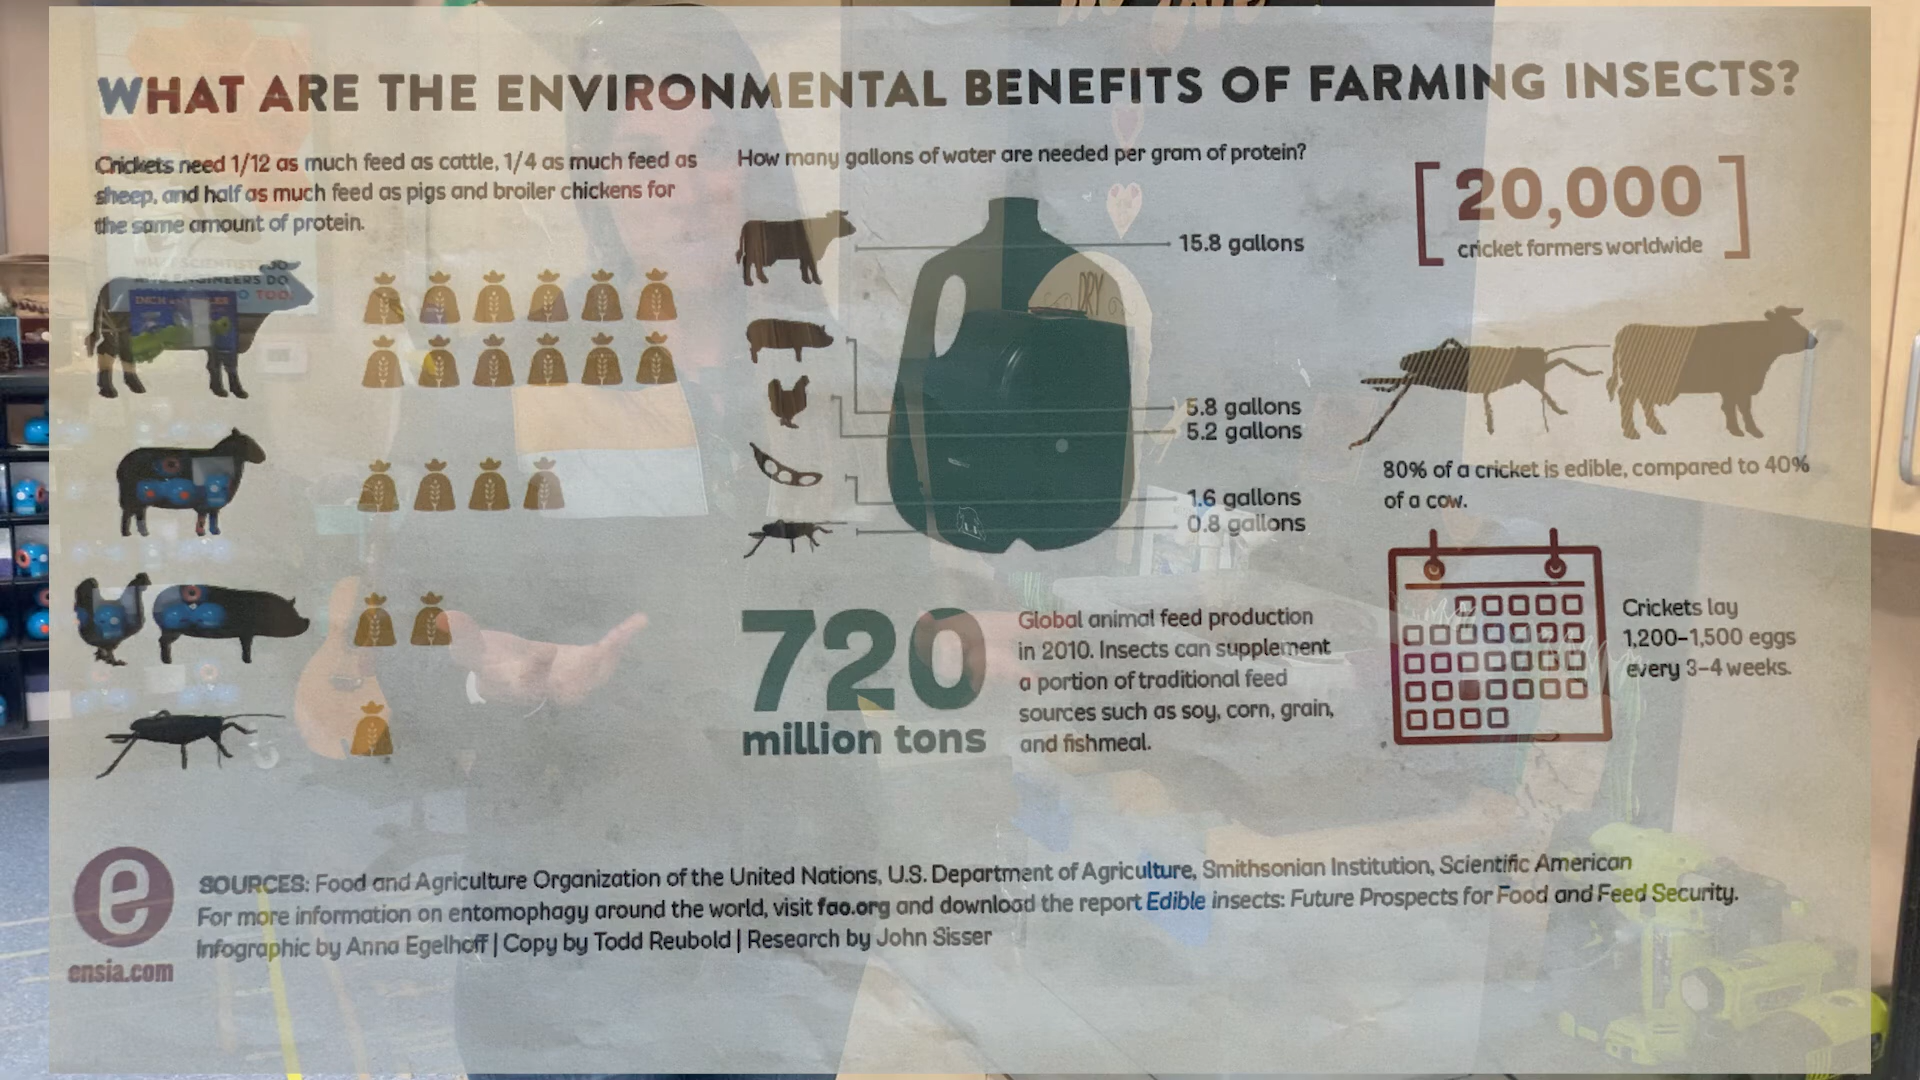 WHAT ARE THE ENVIRONMENTAL BENEFITS OF FARMING INSECTS?
Crickets need 1/12 as much feed as cattle, 1/4 as much feed as
sheep, and half as much feed as pigs and broiler chickens for
the same amount of protein.
How many gallons of water are needed per gram of protein?
15.8 gallons
5.8 gallons
5.2 gallons
1.6 gallons
0.8 gallons
DRY
[20,000]
cricket farmers worldwide
80% of a cricket is edible, compared to 40%
of a cow.
720
million tons
Global animal feed production
in 2010. Insects can supplement
a portion of traditional feed
sources such as soy, corn, grain,
and fishmeal.
Crickets lay
1,200–1,500 eggs
every 3–4 weeks.
e
ensia.com
SOURCES: Food and Agriculture Organization of the United Nations, U.S. Department of Agriculture, Smithsonian Institution, Scientific American
For more information on entomophagy around the world, visit fao.org and download the report Edible insects: Future Prospects for Food and Feed Security.
Infographic by Anna Egelhoff | Copy by Todd Reubold | Research by John Sisser